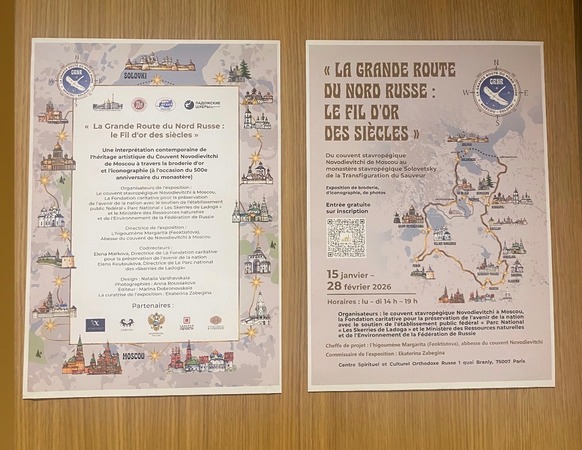 SOLOVKI
GRNR
« La Grande Route du Nord Russe :
le Fil d'or des siècles »
Une interprétation contemporaine de
l'héritage artistique du Couvent Novodievitchi
de Moscou à travers la broderie d'or
et l'iconographie (à l'occasion du 500e
anniversaire du monastère)
Organisateurs de l'exposition :
Le couvent stavropégique Novodievitchi à Moscou,
La Fondation caritative pour la préservation
de l'avenir de la nation
avec le soutien de l'établissement
public fédéral « Parc National « Les Skerries de Ladoga »
et le Ministère des Ressources naturelles
et de l'Environnement de la Fédération de Russie
Directrice de l'exposition :
L'higoumène Margarita (Feoktistova),
Abbesse du couvent de Novodievitchi à Moscou
Codirecteurs :
Elena Markova, Directrice de La Fondation caritative
pour la préservation de l'avenir de la nation
Directrice de Le Parc national
des «Skerries de Ladoga»
Design : Natalia Varshavskaia
Photographies : Anna Roussakova
Éditeur : Marina Dobronovskaia
La curatrice de l'exposition : Ekaterina Zabegina
Partenaires :
MOSCOU
« LA GRANDE ROUTE
DU NORD RUSSE :
LE FIL D'OR
DES SIÈCLES »
N
W
E
GRNR
Du couvent stavropégique
Novodievitchi de Moscou au
monastère stavropégique Solovetsky
de la Transfiguration du Sauveur
Exposition de broderie,
d'iconographie, de photos
Entrée gratuite
sur inscription
15 janvier –
28 février 2026
Horaires : lu – di 14 h – 19 h
Organisateurs : le couvent stavropégique Novodievitchi à Moscou,
la Fondation caritative pour la préservation de l'avenir de la nation
avec le soutien de l'établissement public fédéral « Parc National
« Les Skerries de Ladoga » et le Ministère des Ressources naturelles
et de l'Environnement de la Fédération de Russie
Cheffe de projet : l'higoumène Margarita (Feoktistova), abbesse du couvent Novodievitchi
Commissaire de l'exposition : Ekaterina Zabegina
Centre Spirituel et Culturel Orthodoxe Russe 1 quai Branly, 75007 Paris